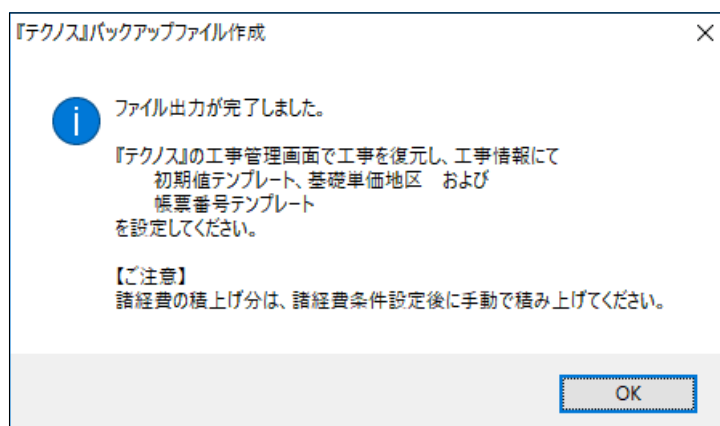 『テクノス』バックアップファイル作成
ファイル出力が完了しました。
『テクノス』の工事管理画面で工事を復元し、工事情報にて
初期値テンプレート、基礎単価地区　および
帳票番号テンプレート
を設定してください。
【ご注意】
諸経費の積上げ分は、諸経費条件設定後に手動で積み上げてください。
OK